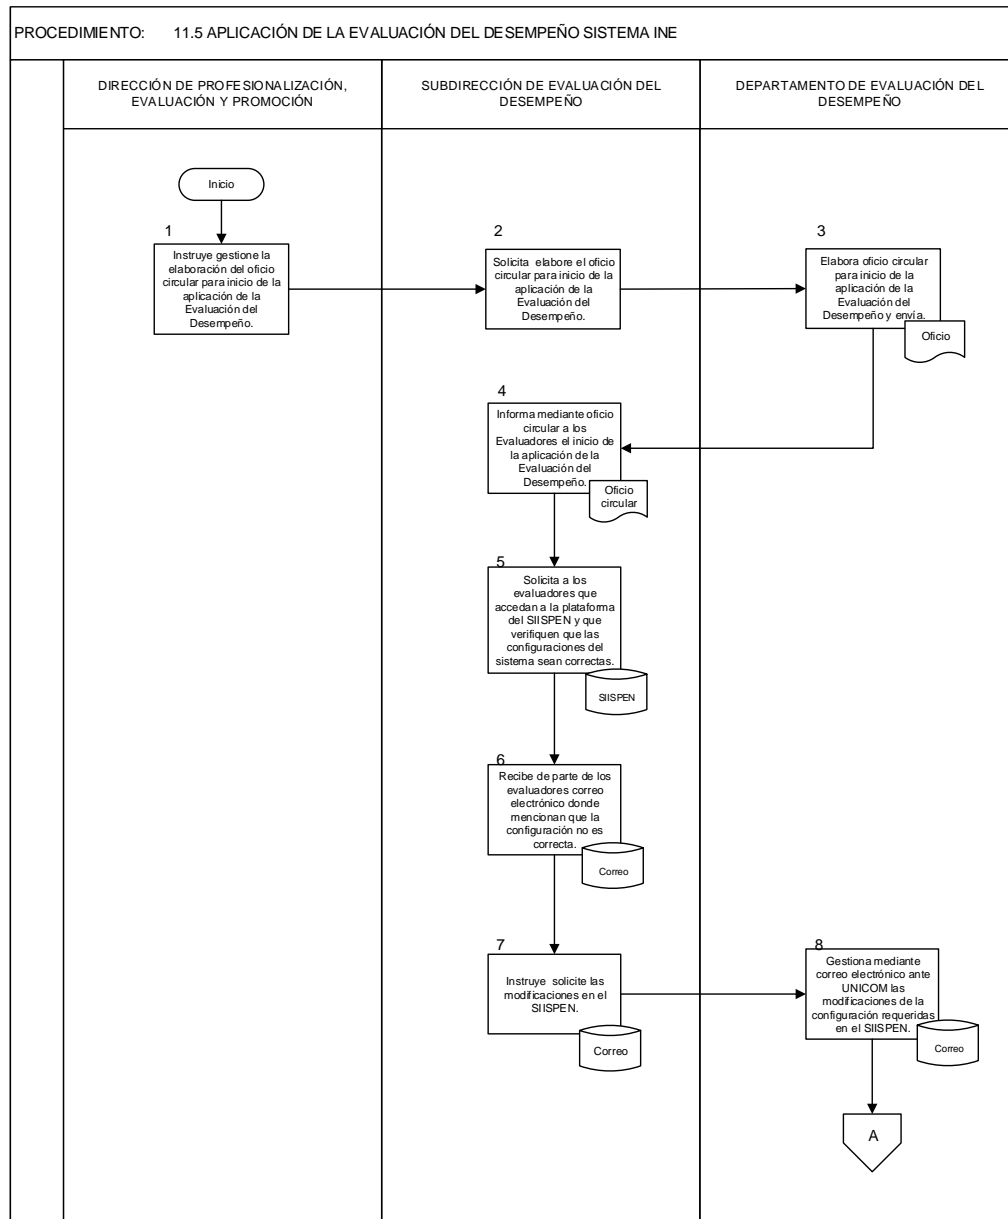 PROCEDIMIENTO: 11.5 APLICACIÓN DE LA EVALUACIÓN DEL DESEMPEÑO SISTEMA INE
DIRECCIÓN DE PROFESIONALIZACIÓN,
EVALUACIÓN Y PROMOCIÓN
SUBDIRECCIÓN DE EVALUACIÓN DEL
DESEMPEÑO
DEPARTAMENTO DE EVALUACIÓN DEL
DESEMPEÑO
Inicio
1
Instruye gestione la
elaboración del oficio
circular para inicio de la
aplicación de la
Evaluación del
Desempeño.
2
Solicita elabore el oficio
circular para inicio de la
aplicación de la
Evaluación del
Desempeño.
3
Elabora oficio circular
para inicio de la
aplicación de la
Evaluación del
Desempeño y envía.
Oficio
4
Informa mediante oficio
circular a los
Evaluadores el inicio de
la aplicación de la
Evaluación del
Desempeño.
Oficio
circular
5
Solicita a los
evaluadores que
accedan a la plataforma
del SIISPEN y que
verifiquen que las
configuraciones del
sistema sean correctas.
SIISPEN
6
Recibe de parte de los
evaluadores correo
electrónico donde
mencionan que la
configuración no es
correcta.
Correo
7
Instruye solicite las
modificaciones en el
SIISPEN.
Correo
8
Gestiona mediante
correo electrónico ante
UNICOM las
modificaciones de la
configuración requeridas
en el SIISPEN.
Correo
A